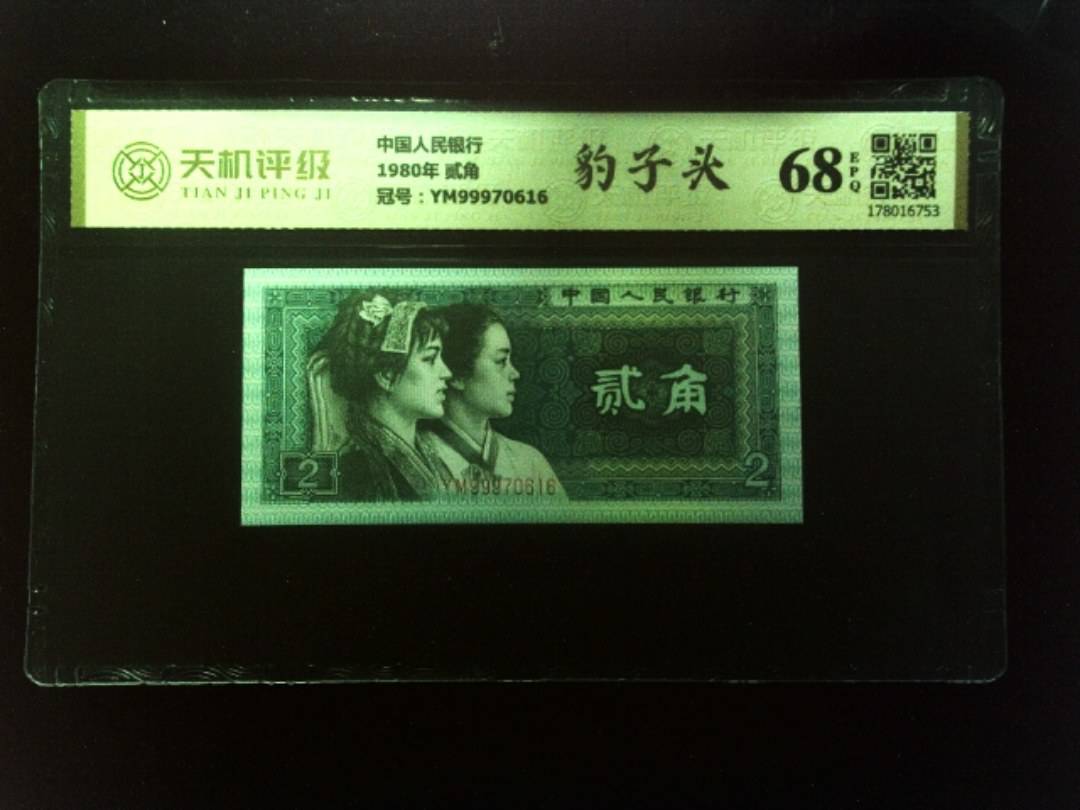 天机评级
TIAN JI PING JI
中国人民银行
1980年 贰角
冠号：YM99970616
豹子头
68
EPQ
178016753
中国人民银行
贰角
2
2
YM99970616